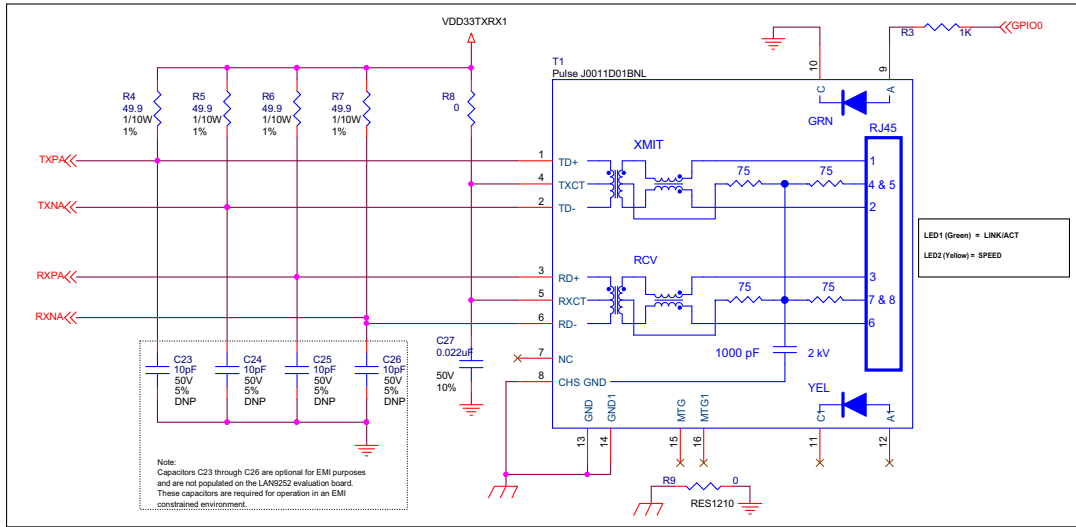 VDD33TXRX1
R4
49.9
1/10W
1%
R5
49.9
1/10W
1%
R6
49.9
1/10W
1%
R7
49.9
1/10W
1%
R8
0
T1
Pulse J0011D01BNL
R3
1K
GPIO0
10
9
C
A
GRN
RJ45
TXPA
TXNA
RXPA
RXNA
1
TD+
4
TXCT
2
TD-
3
RD+
5
RXCT
6
RD-
7
NC
8
CHS GND
XMIT
75
75
1
4 & 5
2
RCV
75
75
3
7 & 8
6
1000 pF
2 kV
LED1 (Green) = LINK/ACT
LED2 (Yellow) = SPEED
C23
10pF
50V
5%
DNP
C24
10pF
50V
5%
DNP
C25
10pF
50V
5%
DNP
C26
10pF
50V
5%
DNP
C27
0.022uF
50V
10%
YEL
GND
GND1
MTG
MTG1
C1
A1
13
14
15
16
11
12
R9
0
RES1210
Note:
Capacitors C23 through C26 are optional for EMI purposes
and are not populated on the LAN9252 evaluation board.
These capacitors are required for operation in an EMI
constrained environment.